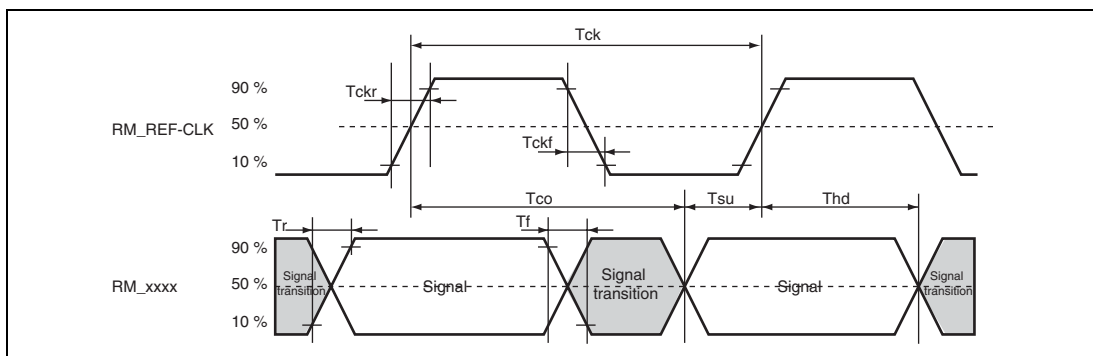 Tck
90 %
Tckr
RM_REF-CLK
50 %
Tckf
10 %
Tco
Tsu
Thd
Tr
Tf
90 %
Signal
transition
RM_xxxx
50 %
Signal
Signal
transition
Signal
Signal
transition
10 %